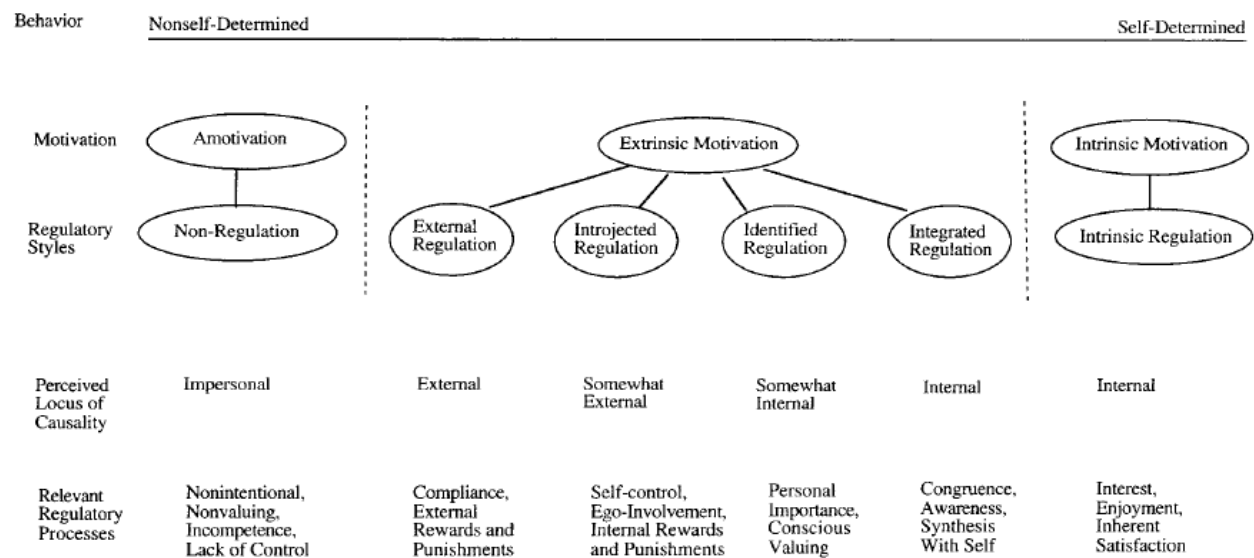 Behavior Nonself-Determined Self-Determined
Motivation Amotivation Extrinsic Motivation Intrinsic Motivation
Regulatory
Styles
Non-Regulation
External
Regulation
Introjected
Regulation
Identified
Regulation
Integrated
Regulation
Intrinsic Regulation
Perceived
Locus of
Causality
Impersonal
External
Somewhat
External
Somewhat
Internal
Internal
Internal
Relevant
Regulatory
Processes
Nonintentional,
Nonvaluing,
Incompetence,
Lack of Control
Compliance,
External
Rewards and
Punishments
Self-control,
Ego-Involvement,
Internal Rewards
and Punishments
Personal
Importance,
Conscious
Valuing
Congruence,
Awareness,
Synthesis
With Self
Interest,
Enjoyment,
Inherent
Satisfaction